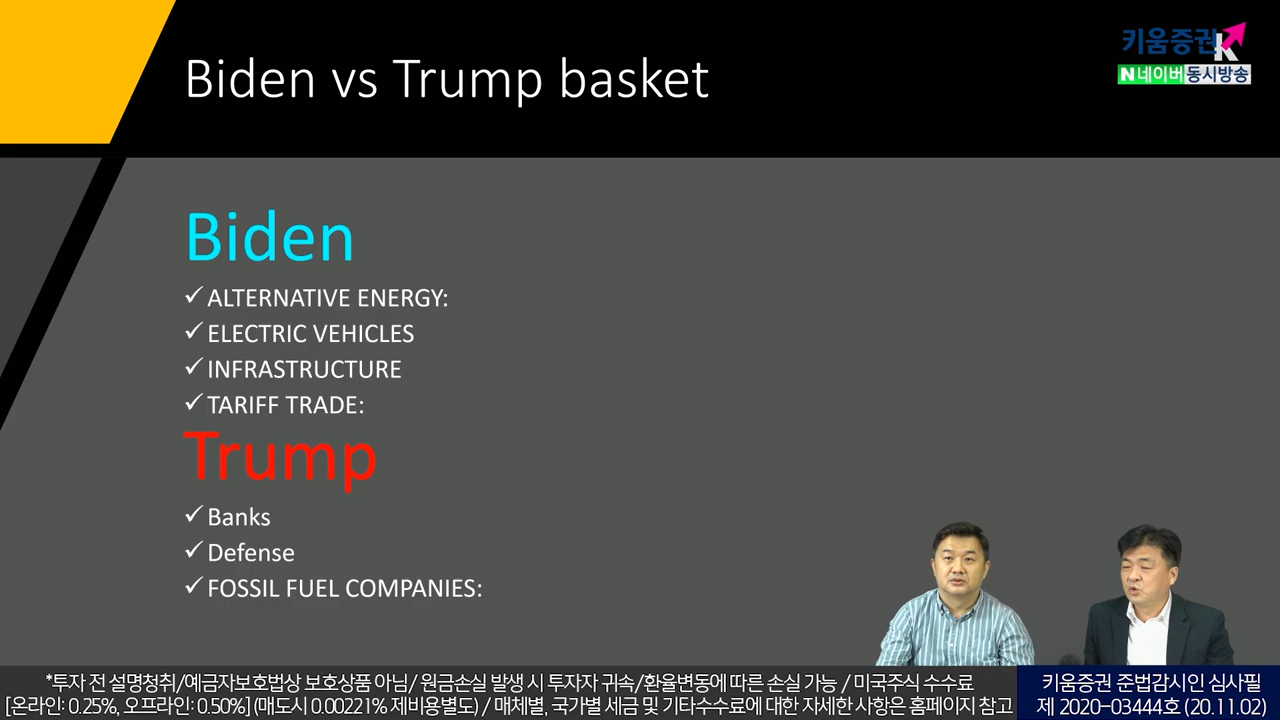 Biden vs Trump basket
키움증권
K
N 네이버 동시방송
Biden
✓ ALTERNATIVE ENERGY:
✓ ELECTRIC VEHICLES
✓ INFRASTRUCTURE
✓ TARIFF TRADE:
Trump
✓ Banks
✓ Defense
✓ FOSSIL FUEL COMPANIES:
*투자 전 설명청취/예금자보호법상 보호상품 아님/ 원금손실 발생 시 투자자 귀속/환율변동에 따른 손실 가능 / 미국주식 수수료
[온라인: 0.25%, 오프라인: 0.50%] (매도시 0.00221% 제비용별도) / 매체별, 국가별 세금 및 기타수수료에 대한 자세한 사항은 홈페이지 참고
키움증권 준법감시인 심사필
제 2020-03444호 (20.11.02)